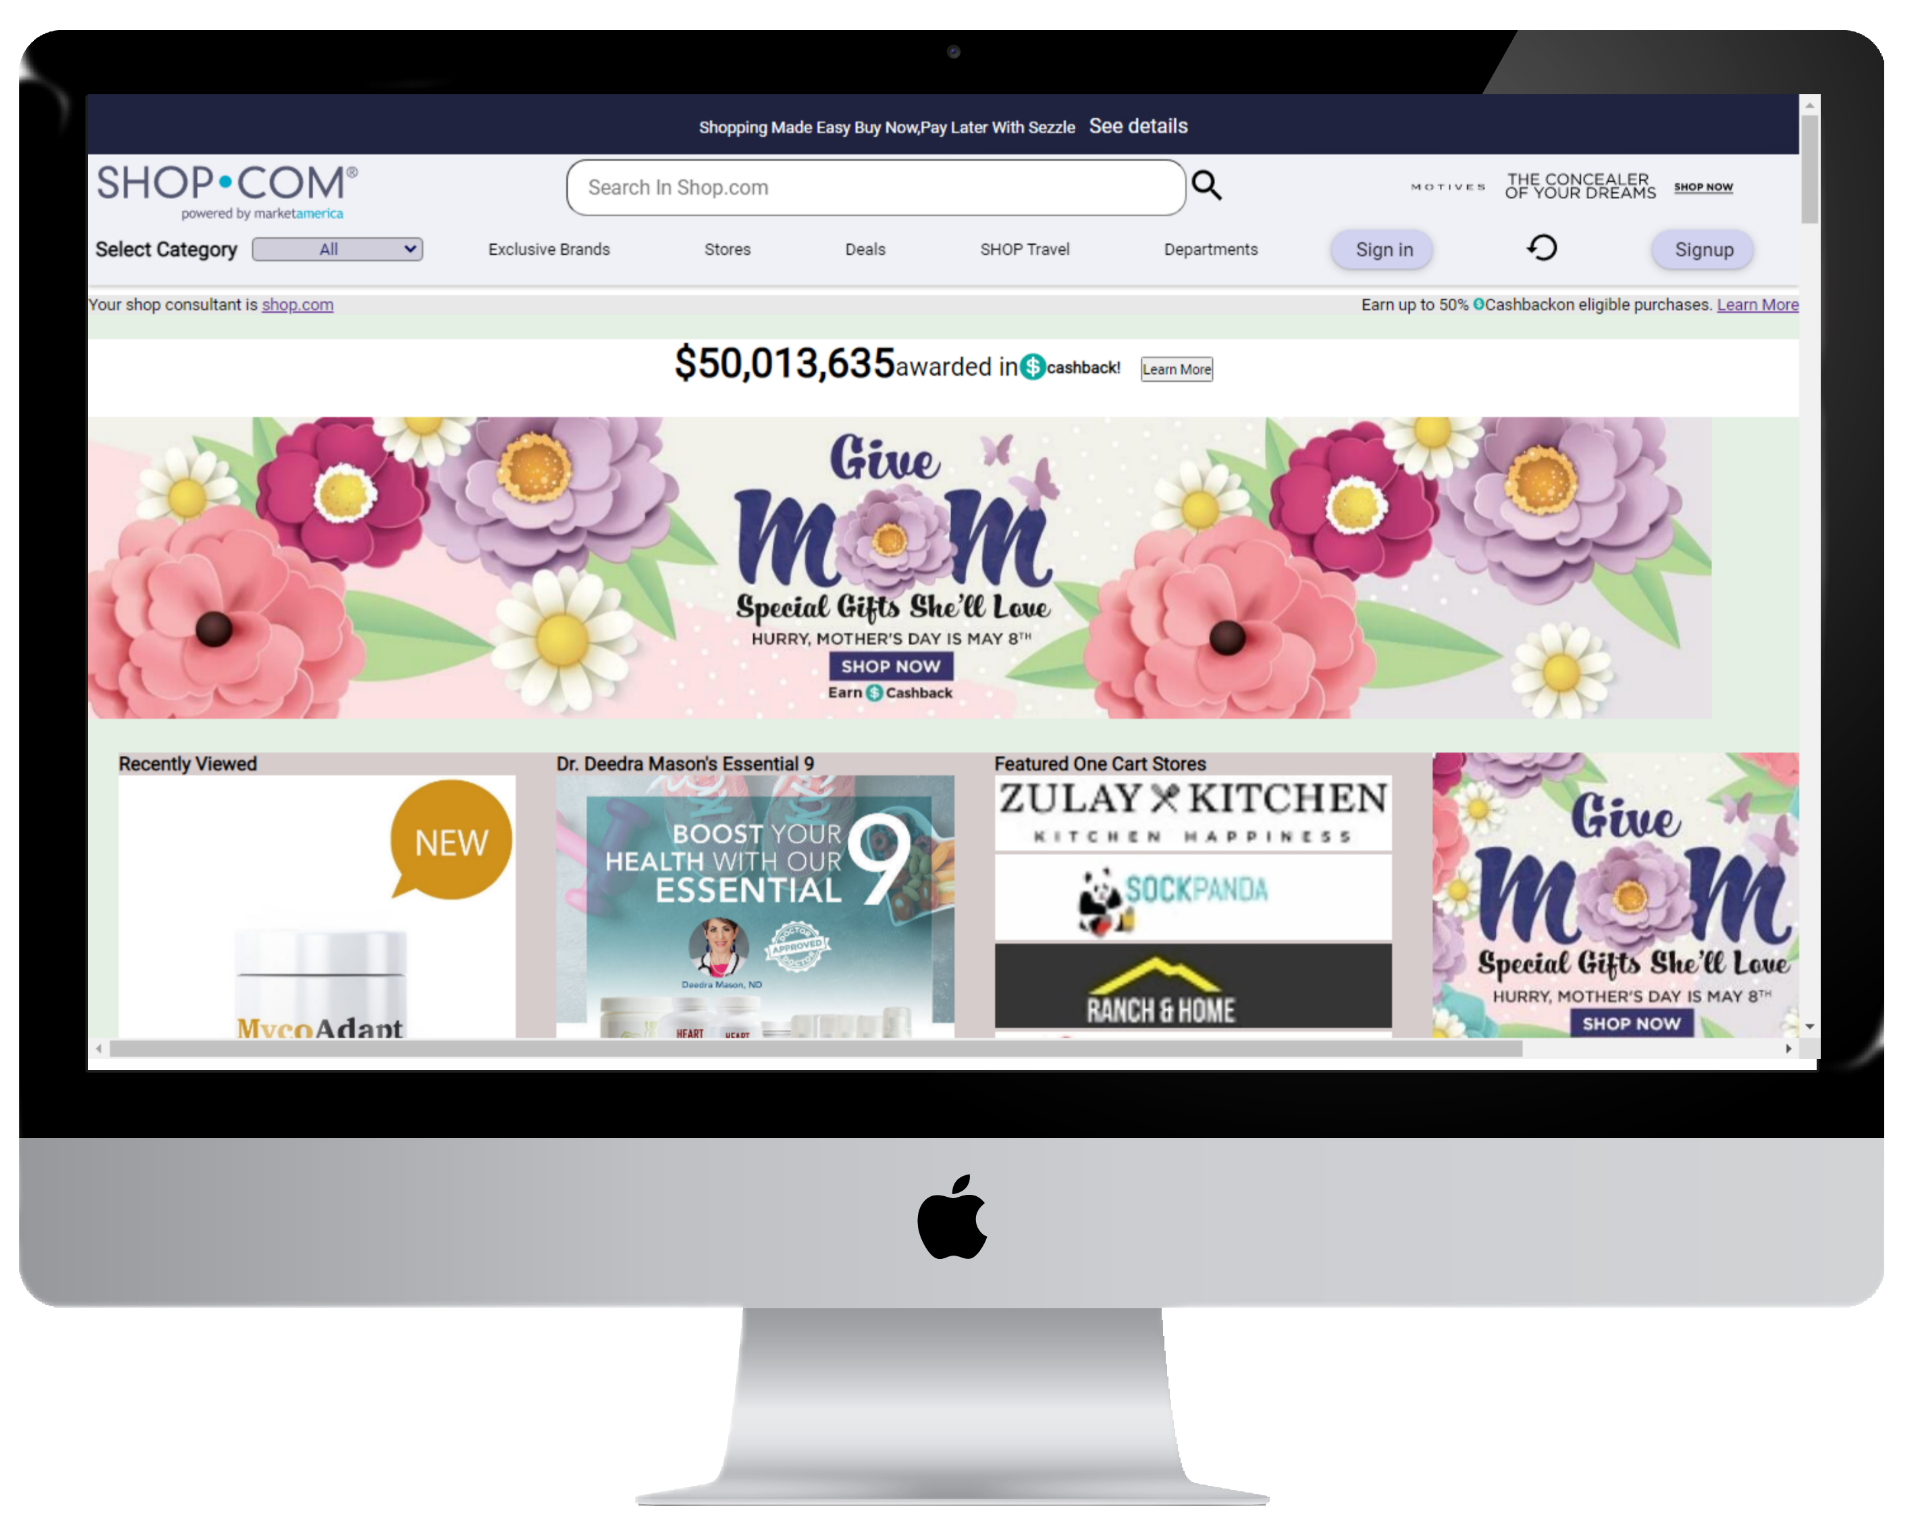 Shopping Made Easy Buy Now,Pay Later With Sezzle See details
SHOP•COM®
powered by marketamerica
Search In Shop.com
MOTIVES
THE CONCEALER
OF YOUR DREAMS
SHOP NOW
Select Category All Exclusive Brands Stores Deals SHOP Travel Departments Sign in Signup
Your shop consultant is shop.com
Earn up to 50% $Cashbackon eligible purchases. Learn More
$50,013,635awarded in$cashback! Learn More
Give
MOM
Special Gifts She'll Love
HURRY, MOTHER'S DAY IS MAY 8TH
SHOP NOW
Earn $ Cashback
Recently Viewed
NEW
MycoAdapt
Dr. Deedra Mason's Essential 9
BOOST YOUR
HEALTH WITH OUR
ESSENTIAL
9
DOCTOR
APPROVED
DOCTOR
Deedra Mason, ND
HEART
HEART
Featured One Cart Stores
ZULAY KITCHEN
KITCHEN HAPPINESS
SOCKPANDA
RANCH & HOME
Give
MOM
Special Gifts She'll Love
HURRY, MOTHER'S DAY IS MAY 8TH
SHOP NOW